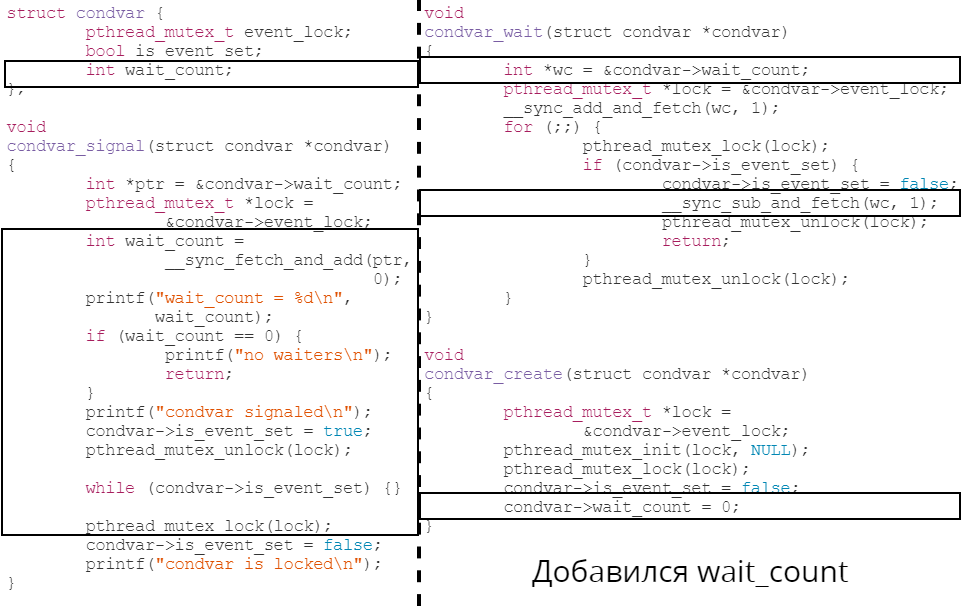 struct condvar {
        pthread_mutex_t event_lock;
        bool is_event_set;
        int wait_count;
};

void
condvar_signal(struct condvar *condvar)
{
        int *ptr = &condvar->wait_count;
        pthread_mutex_t *lock =
                &condvar->event_lock;
        int wait_count =
                __sync_fetch_and_add(ptr,
                                     0);
        printf("wait_count = %d\n",
               wait_count);
        if (wait_count == 0) {
                printf("no waiters\n");
                return;
        }
        printf("condvar signaled\n");
        condvar->is_event_set = true;
        pthread_mutex_unlock(lock);

        while (condvar->is_event_set) {}

        pthread_mutex_lock(lock);
        condvar->is_event_set = false;
        printf("condvar is locked\n");
}
void
condvar_wait(struct condvar *condvar)
{
        int *wc = &condvar->wait_count;
        pthread_mutex_t *lock = &condvar->event_lock;
        __sync_add_and_fetch(wc, 1);
        for (;;) {
                pthread_mutex_lock(lock);
                if (condvar->is_event_set) {
                        condvar->is_event_set = false;
                        __sync_sub_and_fetch(wc, 1);
                        pthread_mutex_unlock(lock);
                        return;
                }
                pthread_mutex_unlock(lock);
        }
}

void
condvar_create(struct condvar *condvar)
{
        pthread_mutex_t *lock =
                &condvar->event_lock;
        pthread_mutex_init(lock, NULL);
        pthread_mutex_lock(lock);
        condvar->is_event_set = false;
        condvar->wait_count = 0;
}
Добавился wait_count